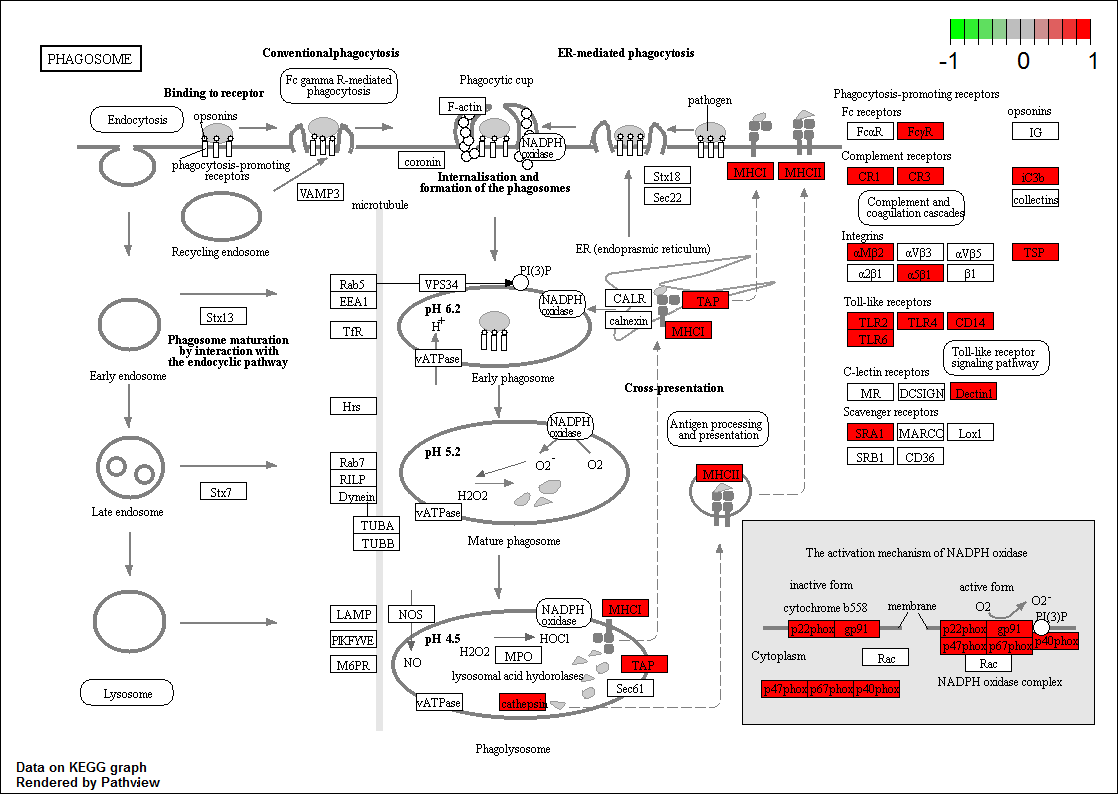 PHAGOSOME
Conventionalphagocytosis
ER-mediated phagocytosis
-1
0
1
Binding to receptor
Fc gamma R-mediated
phagocytosis
Phagocytic cup
F-actin
pathogen
Endocytosis
opsonins
NADPH
oxidase
coronin
phagocytosis-promoting
receptors
Internalisation and
formation of the phagosomes
Stx18
Sec22
MHCI
MHCII
VAMP3
microtubule
Recycling endosome
ER (endoprasmic reticulum)
Phagocytosis-promoting receptors
Fc receptors
opsonins
FcαR
FcγR
IG
Complement receptors
CR1
CR3
iC3b
collectins
Complement and
coagulation cascades
Integrins
αMβ2
αVβ3
αVβ5
TSP
α2β1
α5β1
β1
Toll-like receptors
TLR2
TLR4
CD14
TLR6
Toll-like receptor
signaling pathway
C-lectin receptors
MR
DCSIGN
Dectin1
Scavenger receptors
SRA1
MARCO
Lox1
SRB1
CD36
Rab5
VPS34
PI(3)P
EEA1
NADPH
oxidase
CALR
TAP
calnexin
MHCI
pH 6.2
H+
TfR
vATPase
Stx13
Phagosome maturation
by interaction with
the endocyclic pathway
Early endosome
Early phagosome
Cross-presentation
Hrs
NADPH
oxidase
Antigen processing
and presentation
pH 5.2
O2-
O2
H2O2
MHCII
Rab7
RILP
Dynein
Stx7
vATPase
TUBA
TUBB
Late endosome
Mature phagosome
LAMP
NOS
NADPH
oxidase
MHCI
PIKFYVE
pH 4.5
HOCl
H2O2
MPO
M6PR
NO
TAP
lysosomal acid hydorolases
Sec61
vATPase
cathepsin
Lysosome
Phagolysosome
The activation mechanism of NADPH oxidase
inactive form
active form
cytochrome b558
membrane
O2
O2-
PI(3)P
p22phox
gp91
p22phox
gp91
p47phox
p67phox
p40phox
Cytoplasm
Rac
Rac
p47phox
p67phox
p40phox
NADPH oxidase complex
Data on KEGG graph
Rendered by Pathview